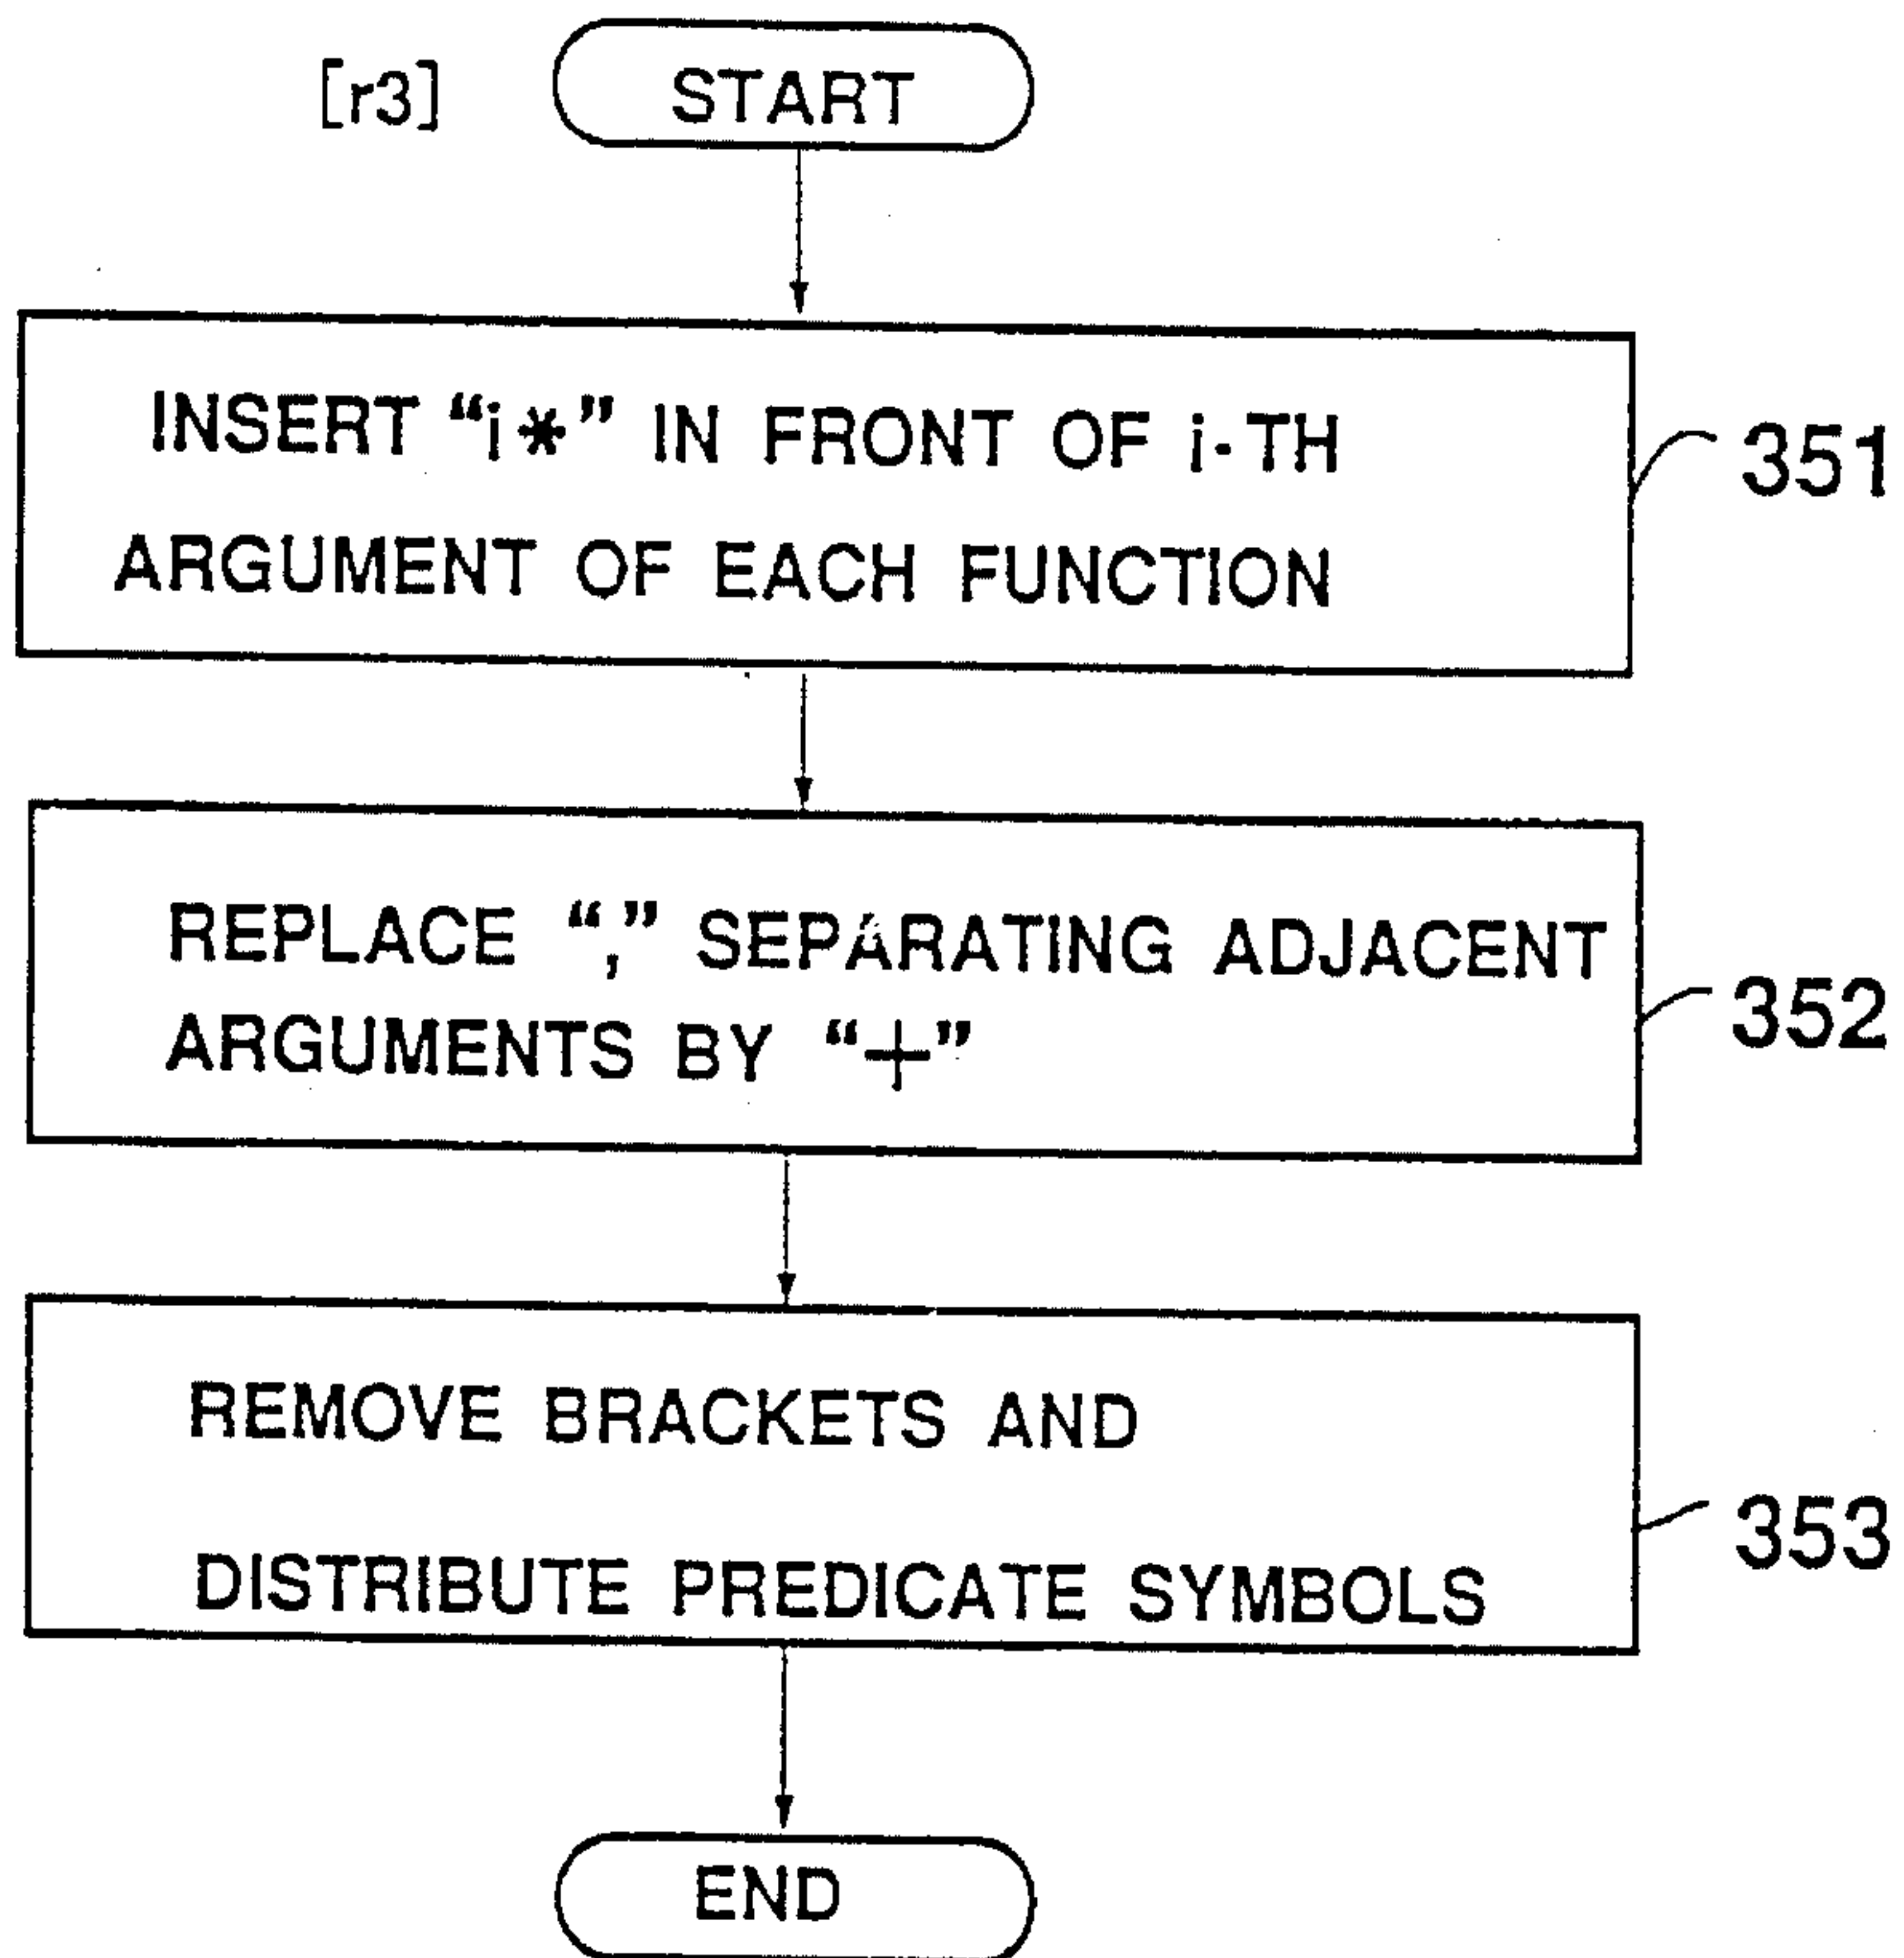 [r3]
START
INSERT “i*” IN FRONT OF i-TH
ARGUMENT OF EACH FUNCTION
351
REPLACE “,” SEPARATING ADJACENT
ARGUMENTS BY “+”
352
REMOVE BRACKETS AND
DISTRIBUTE PREDICATE SYMBOLS
353
END